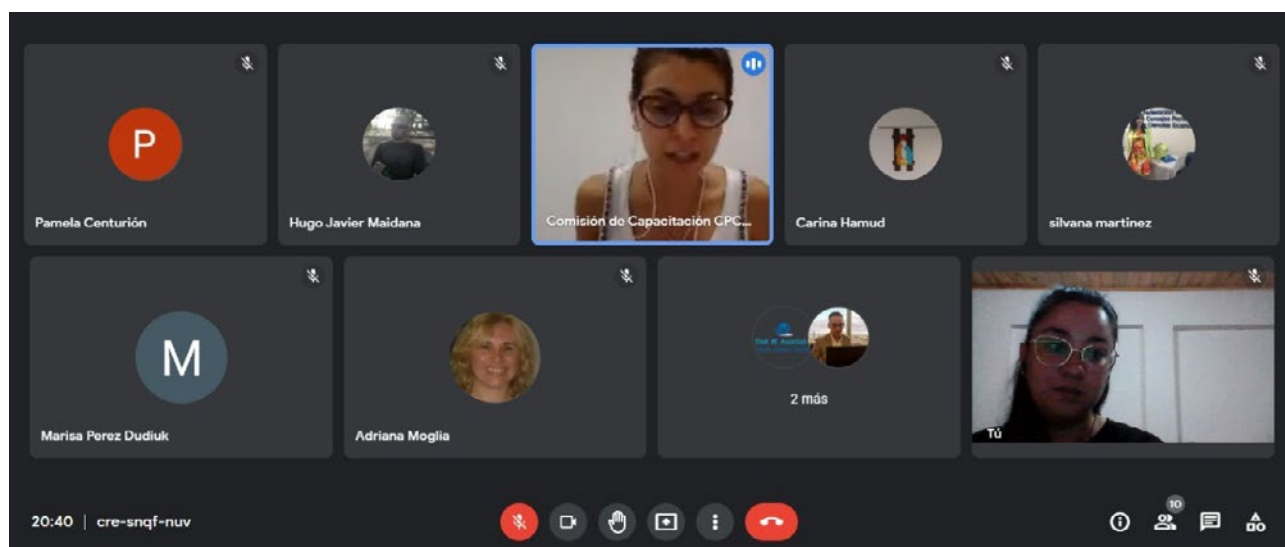 P
Pamela Centurión
Hugo Javier Maidana
Comisión de Capacitación CPC...
Carina Hamud
silvana martinez
M
Marisa Perez Dudiuk
Adriana Moglia
2 más
Tú
20:40 | cre-snqf-nuv
10